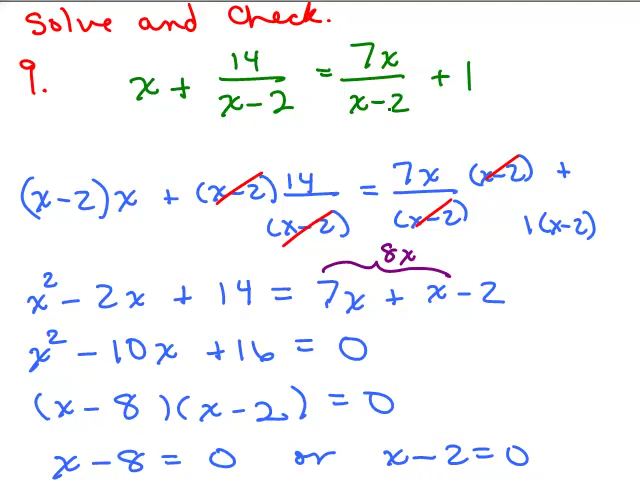 Solve and Check.
9. x + 14/(x-2) = 7x/(x-2) + 1
(x-2)x + (x-2) 14/(x-2) = 7x/(x-2) (x-2) + 1(x-2)
8x
x² - 2x + 14 = 7x + x - 2
x² - 10x + 16 = 0
(x - 8)(x - 2) = 0
x - 8 = 0 or x - 2 = 0